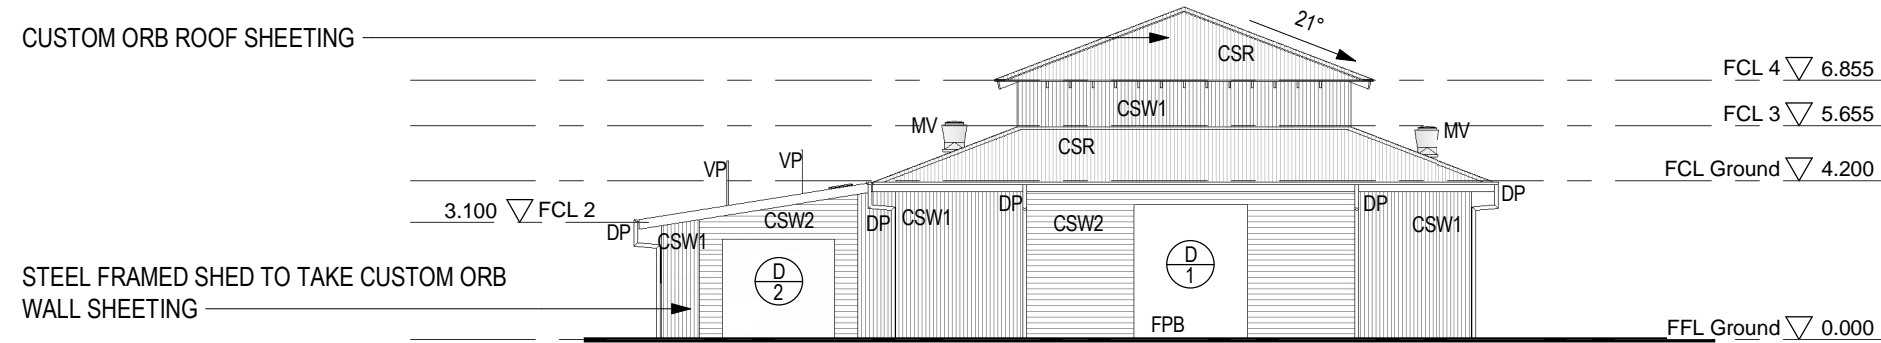 CUSTOM ORB ROOF SHEETING
21°
CSR
FCL 4 6.855
CSW1
FCL 3 5.655
MV
MV
CSR
VP
VP
FCL Ground 4.200
3.100 FCL 2
DP
CSW1
CSW2
DP
CSW1
DP
CSW2
DP
CSW1
DP
STEEL FRAMED SHED TO TAKE CUSTOM ORB
WALL SHEETING
D
2
D
1
FPB
FFL Ground 0.000